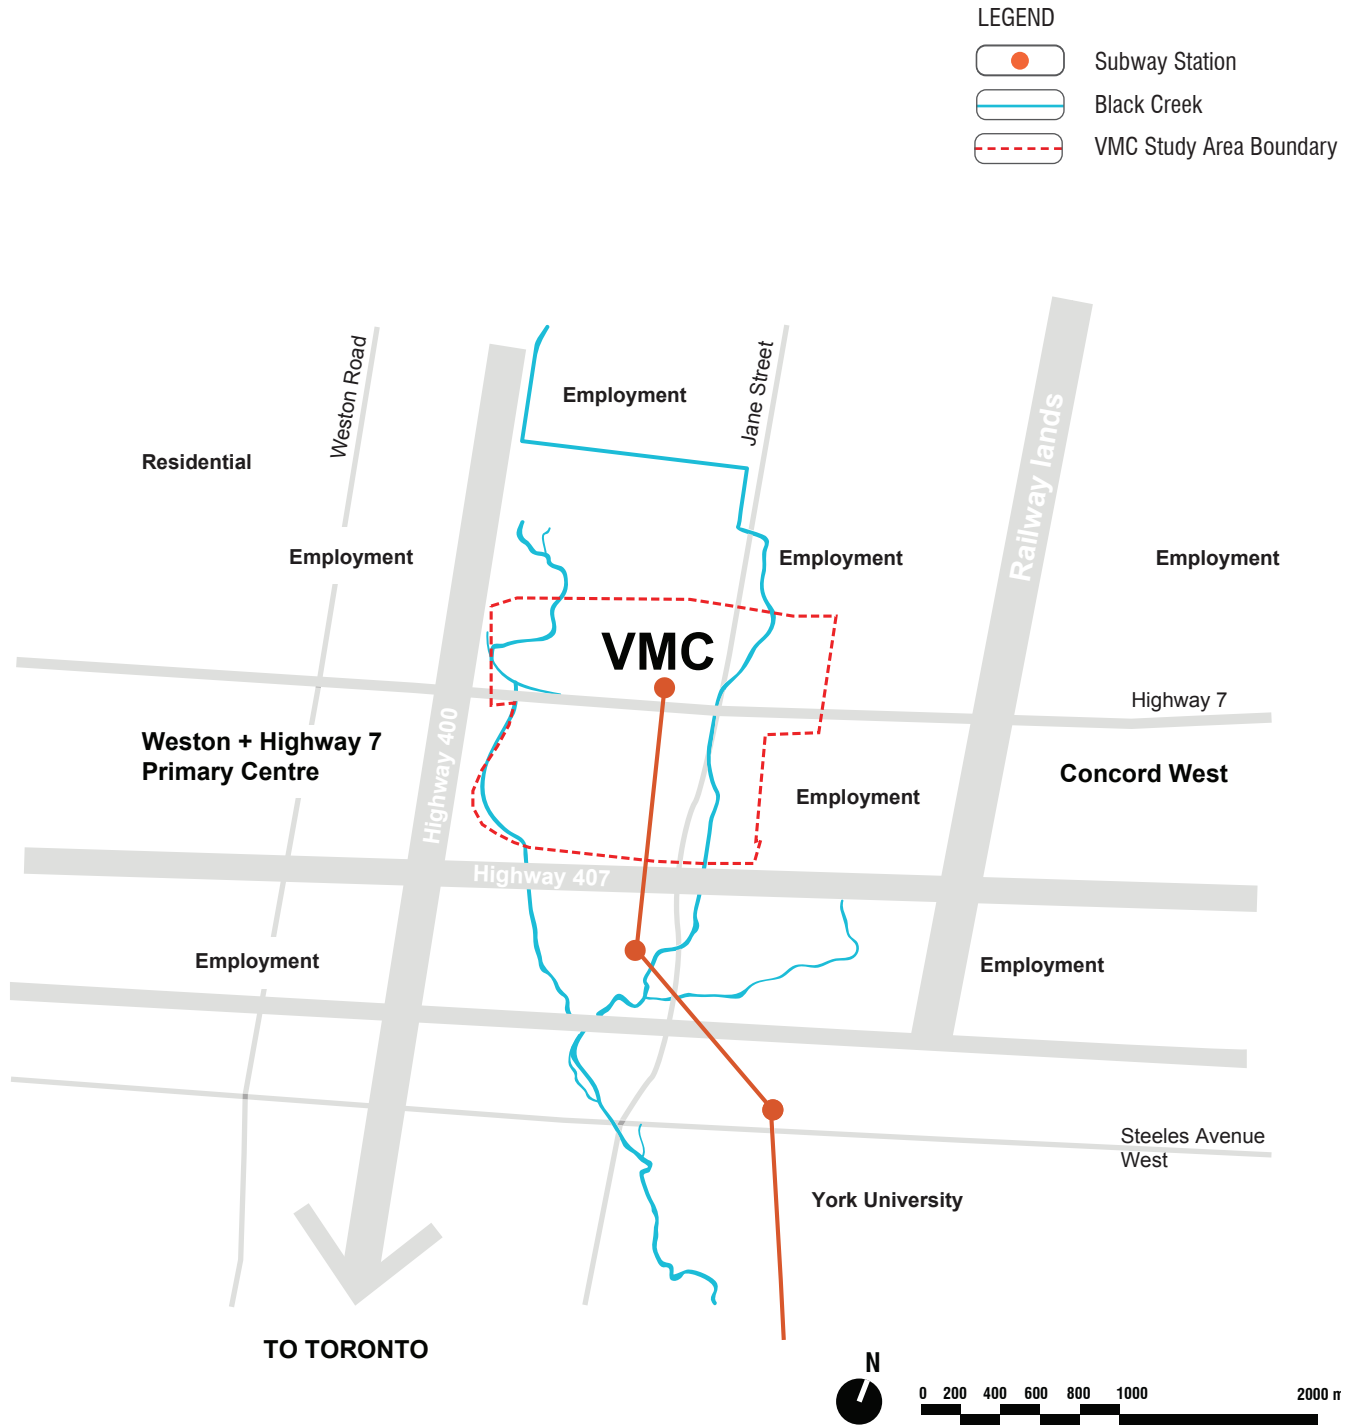 LEGEND
Subway Station
Black Creek
VMC Study Area Boundary
Weston Road
Employment
Jane Street
Railway lands
Residential
Employment
Employment
Employment
VMC
Highway 7
Weston + Highway 7
Primary Centre
Highway 400
Concord West
Employment
Highway 407
Employment
Employment
Steeles Avenue
West
York University
TO TORONTO
N
0 200 400 600 800 1000 2000 m